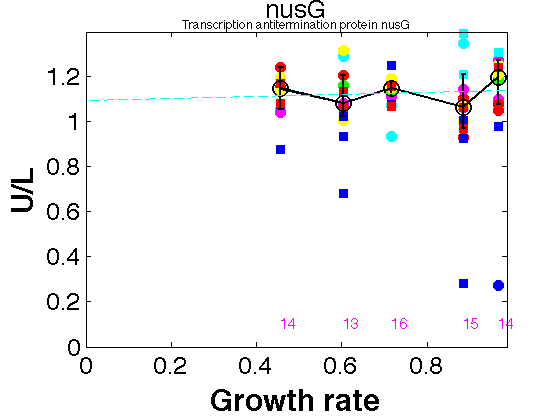 nusG
Transcription antitermination protein nusG
1.2
1
0.8
0.6
0.4
0.2
0
U/L
14 13 16 15 14
0 0.2 0.4 0.6 0.8
Growth rate